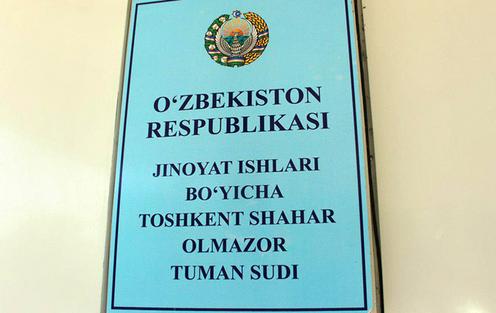 O‘ZBEKISTON
RESPUBLIKASI
JINOYAT ISHLARI
BO‘YICHA
TOSHKENT SHAHAR
OLMAZOR
TUMAN SUDI